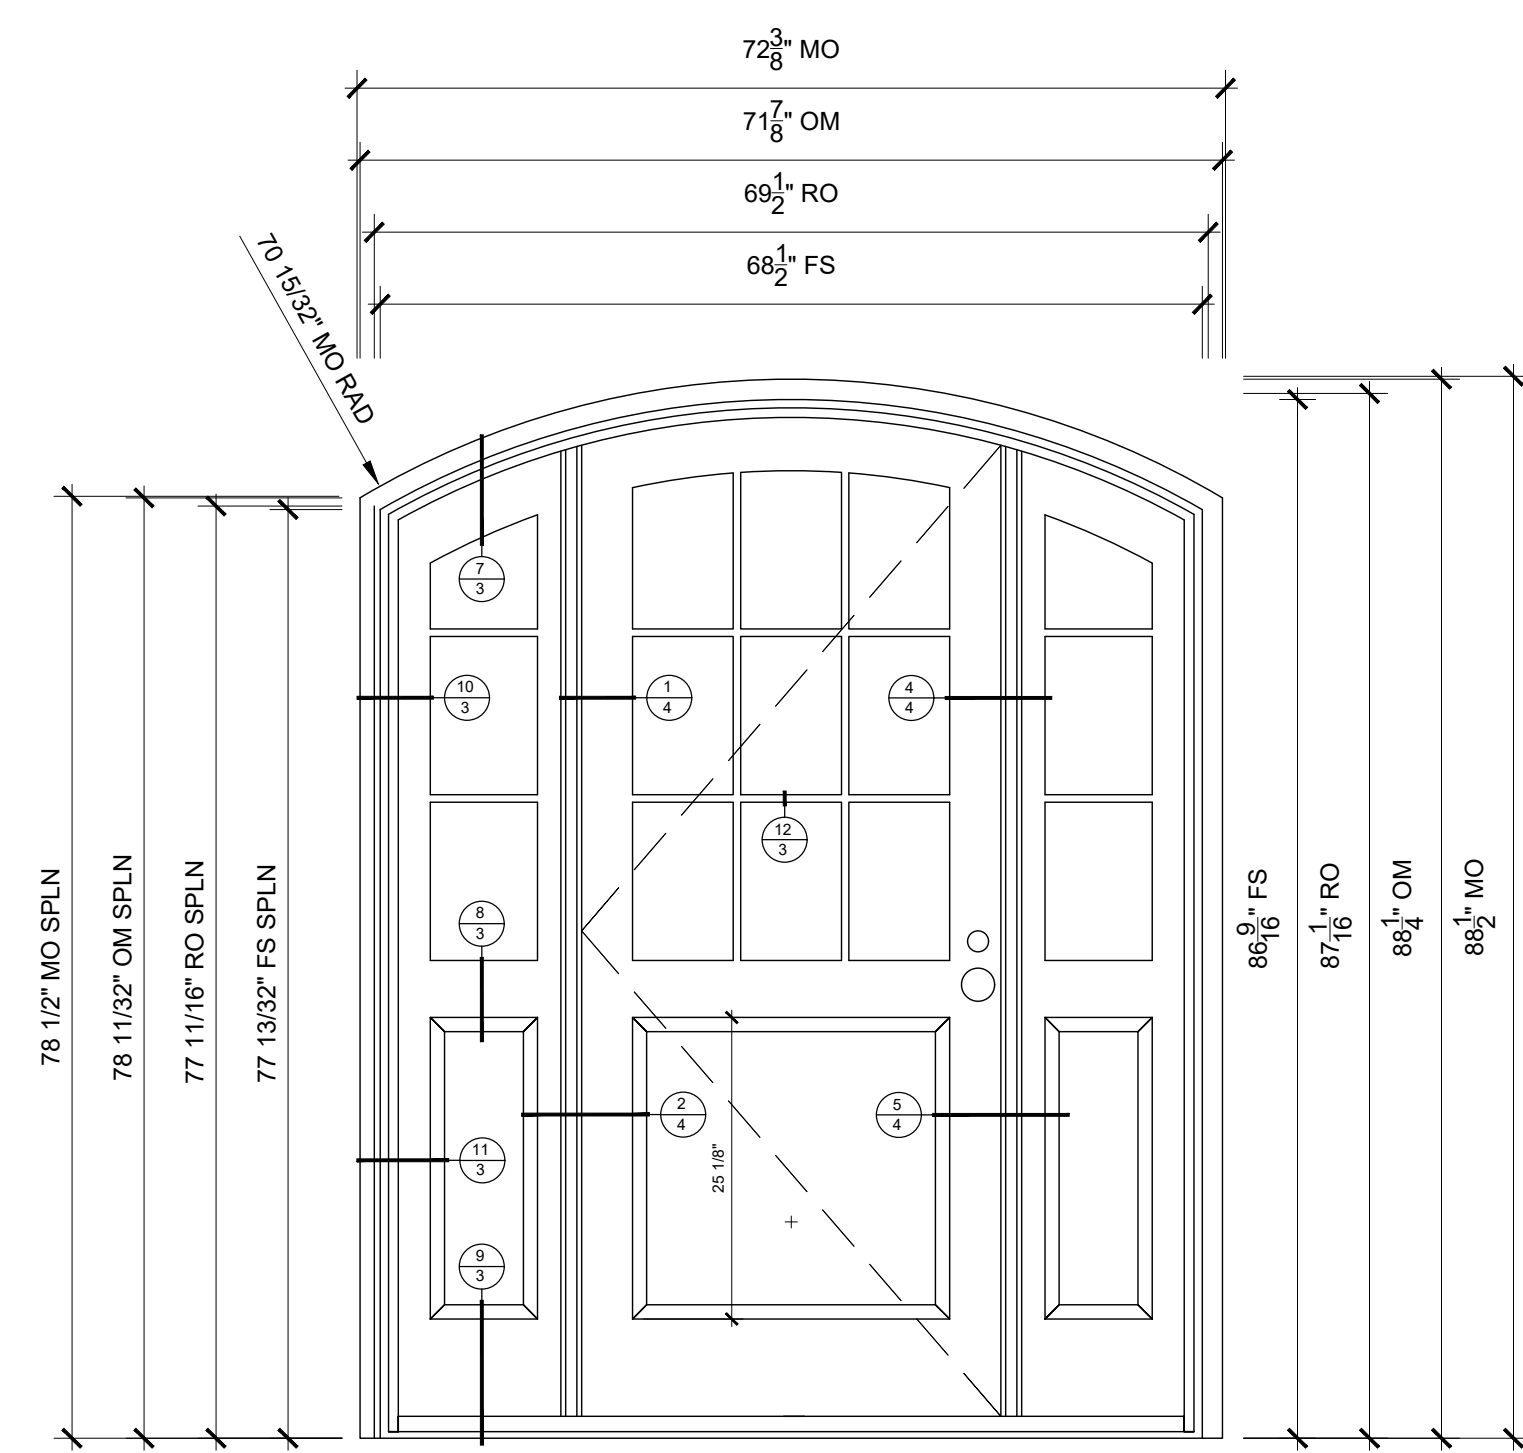 72 3/8" MO
71 7/8" OM
69 1/2" RO
68 1/2" FS
70 15/32" MO RAD
7
3
10
3
1
4
4
4
12
3
8
3
78 1/2" MO SPLN
78 11/32" OM SPLN
77 11/16" RO SPLN
77 13/32" FS SPLN
86 9/16" FS
87 1/16" RO
88 1/4" OM
88 1/2" MO
2
4
5
4
11
3
25 1/8"
9
3